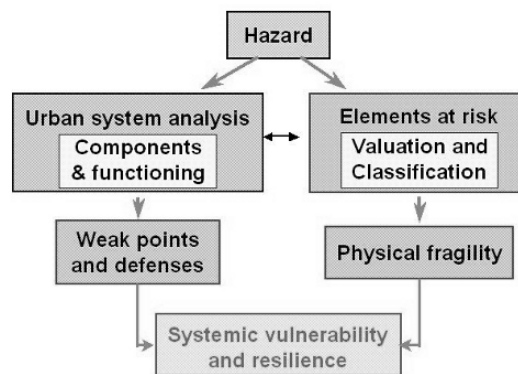 Hazard
Urban system analysis
Components
& functioning
Elements at risk
Valuation and
Classification
Weak points
and defenses
Physical fragility
Systemic vulnerability
and resilience